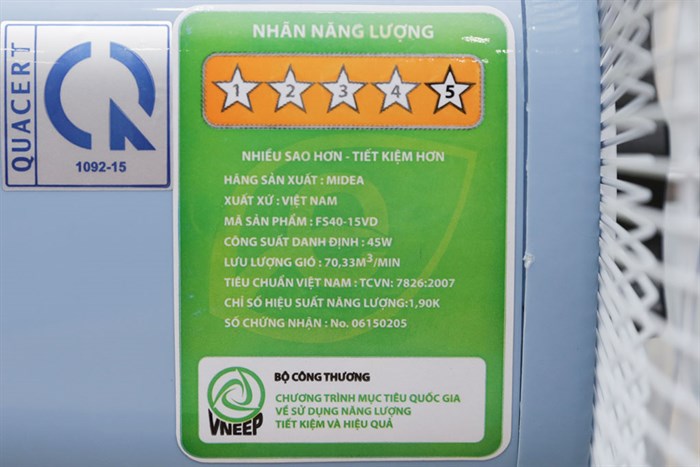 QUACERT
1092-15
NHÃN NĂNG LƯỢNG
1 2 3 4 5
NHIỀU SAO HƠN - TIẾT KIỆM HƠN
HÃNG SẢN XUẤT : MIDEA
XUẤT XỨ : VIỆT NAM
MÃ SẢN PHẨM : FS40-15VD
CÔNG SUẤT DANH ĐỊNH : 45W
LƯU LƯỢNG GIÓ : 70,33M³/MIN
TIÊU CHUẨN VIỆT NAM : TCVN: 7826:2007
CHỈ SỐ HIỆU SUẤT NĂNG LƯỢNG:1,90K
SỐ CHỨNG NHẬN : No. 06150205
BỘ CÔNG THƯƠNG
CHƯƠNG TRÌNH MỤC TIÊU QUỐC GIA
VỀ SỬ DỤNG NĂNG LƯỢNG
TIẾT KIỆM VÀ HIỆU QUẢ
VNEEP